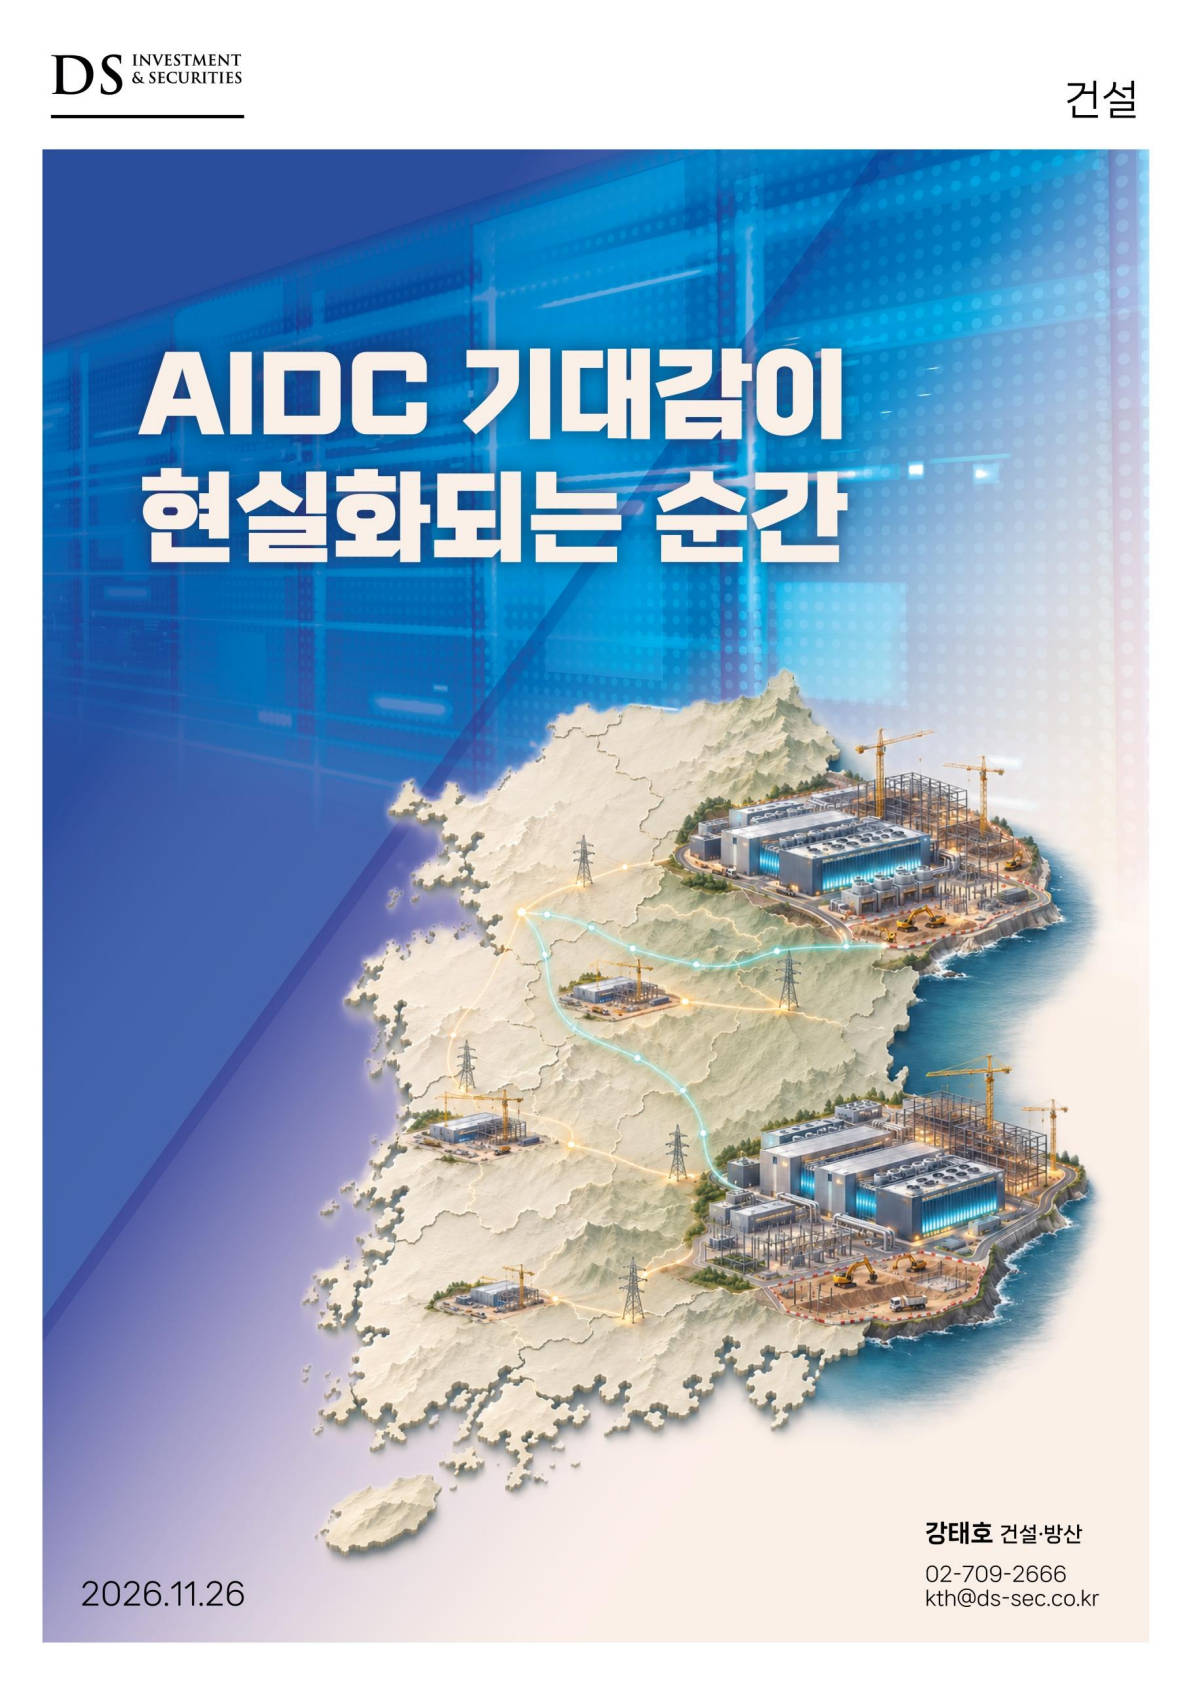 DS INVESTMENT
& SECURITIES
건설
AIDC 기대감이
현실화되는 순간
강태호 건설·방산
02-709-2666
kth@ds-sec.co.kr
2026.11.26